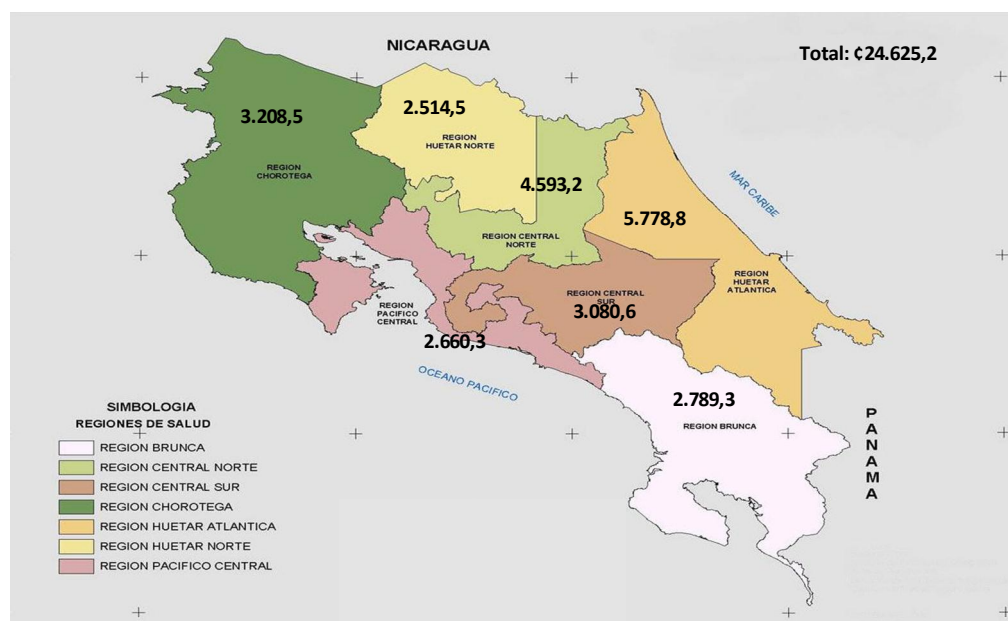 NICARAGUA
Total: ¢24.625,2
3.208,5
2.514,5
REGION
HUETAR NORTE
REGION
CHOROTEGA
4.593,2
MAR CARIBE
5.778,8
REGION CENTRAL
NORTE
REGION
HUETAR
ATLANTICA
REGION
PACIFICO
CENTRAL
REGION CENTRAL
SUR
3.080,6
2.660,3
OCEANO PACIFICO
2.789,3
REGION BRUNCA
PANAMA
SIMBOLOGIA
REGIONES DE SALUD
REGION BRUNCA
REGION CENTRAL NORTE
REGION CENTRAL SUR
REGION CHOROTEGA
REGION HUETAR ATLANTICA
REGION HUETAR NORTE
REGION PACIFICO CENTRAL